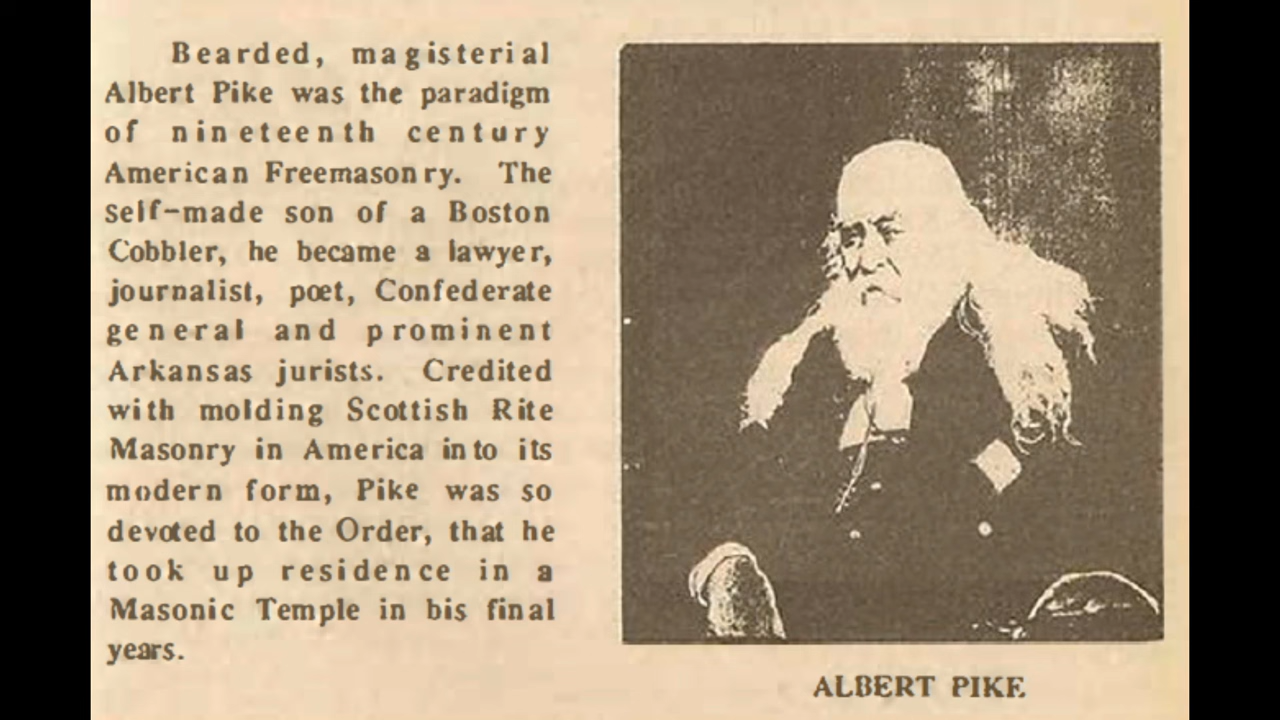 Bearded, magisterial
Albert Pike was the paradigm
of nineteenth century
American Freemasonry. The
self-made son of a Boston
Cobbler, he became a lawyer,
journalist, poet, Confederate
general and prominent
Arkansas jurists. Credited
with molding Scottish Rite
Masonry in America into its
modern form, Pike was so
devoted to the Order, that he
took up residence in a
Masonic Temple in his final
years.
ALBERT PIKE